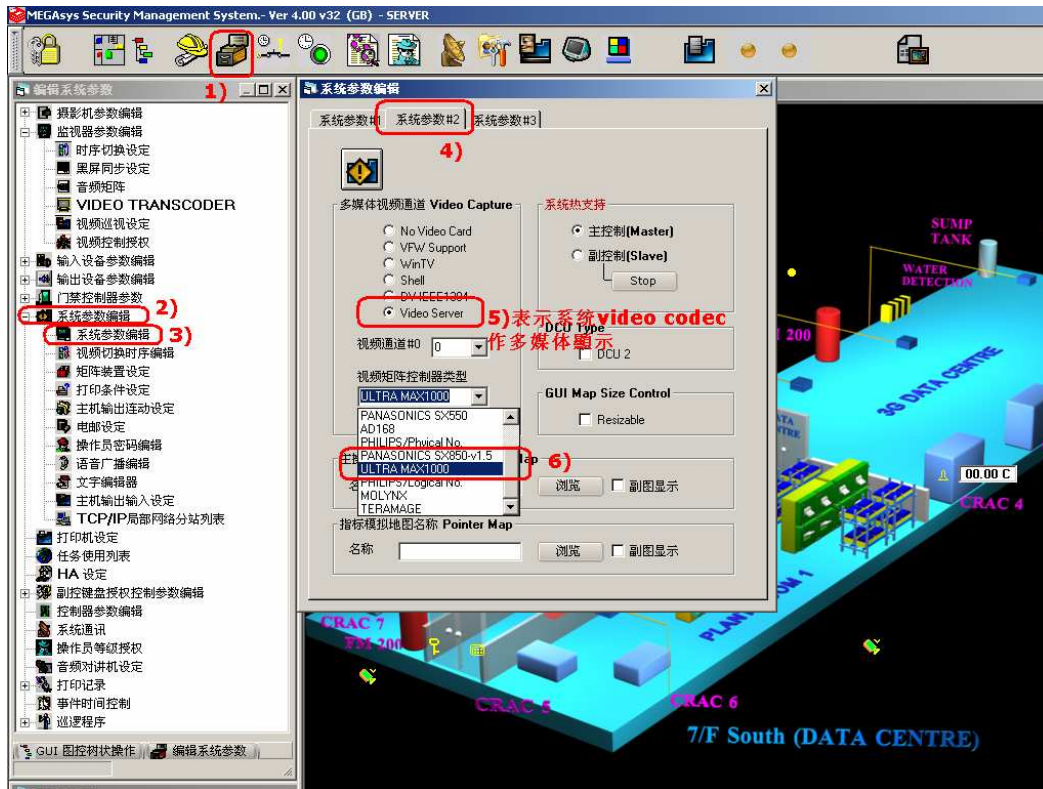 MEGAsys Security Management System.- Ver 4.00 v32 (GB) - SERVER
1)
编辑系统参数
摄影机参数编辑
监视器参数编辑
时序切换设定
黑屏同步设定
音频矩阵
VIDEO TRANSCODER
视频巡视设定
视频控制授权
输入设备参数编辑
输出设备参数编辑
门禁控制器参数
系统参数编辑
2)
系统参数编辑
3)
视频切换时序编辑
矩阵装置设定
打印条件设定
主机输出连动设定
电邮设定
操作员密码编辑
语音广播编辑
文字编辑器
主机输出输入设定
TCP/IP局部网络分站列表
打印机设定
任务使用列表
HA 设定
副控键盘授权控制参数编辑
控制器参数编辑
系统通讯
操作员等级授权
音频对讲机设定
打印记录
事件时间控制
巡逻程序
GUI 图控树状操作
编辑系统参数
系统参数编辑
系统参数#1
系统参数#2
系统参数#3
4)
多媒体视频通道 Video Capture
No Video Card
VFW Support
WinTV
Shell
DV IEEE1394
Video Server
5)表示系统video codec
作多媒体顯示
视频通道#0
0
视频矩阵控制器类型
ULTRA MAX1000
PANASONICS SX550
AD168
PHILIPS/Phyical No.
PANASONICS SX850-v1.5
ULTRA MAX1000
PHILIPS/Logical No.
MOLYNX
TERAMAGE
6)
系统热支持
主控制(Master)
副控制(Slave)
Stop
DCU Type
DCU 2
GUI Map Size Control
Resizable
浏览
副图显示
指标模拟地图名称 Pointer Map
名称
浏览
副图显示
SUMP
TANK
WATER
DETECTION
200
3G DATA CENTRE
00.00 C
CRAC 4
CRAC 7
FM 200
CRAC 5
CRAC 6
7/F South (DATA CENTRE)